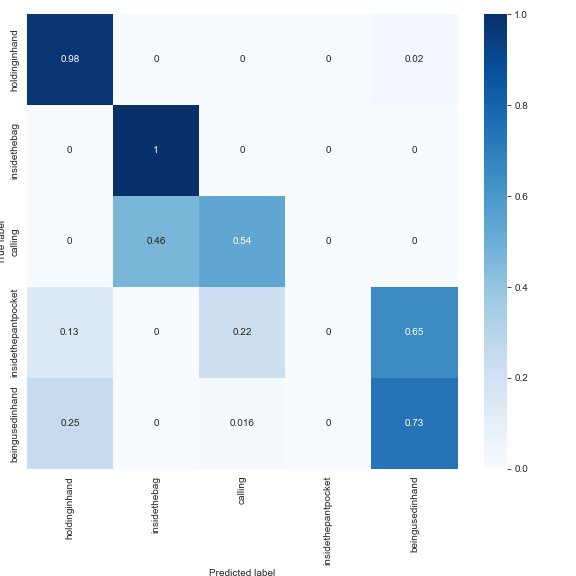 holdinginhand 0.98 0 0 0 0.02
insidethebag 0 1 0 0 0
True label
calling 0 0.46 0.54 0 0
insidethepantpocket 0.13 0 0.22 0 0.65
beingusedinhand 0.25 0 0.016 0 0.73
holdinginhand insidethebag calling insidethepantpocket beingusedinhand
Predicted label
1.0
0.8
0.6
0.4
0.2
0.0